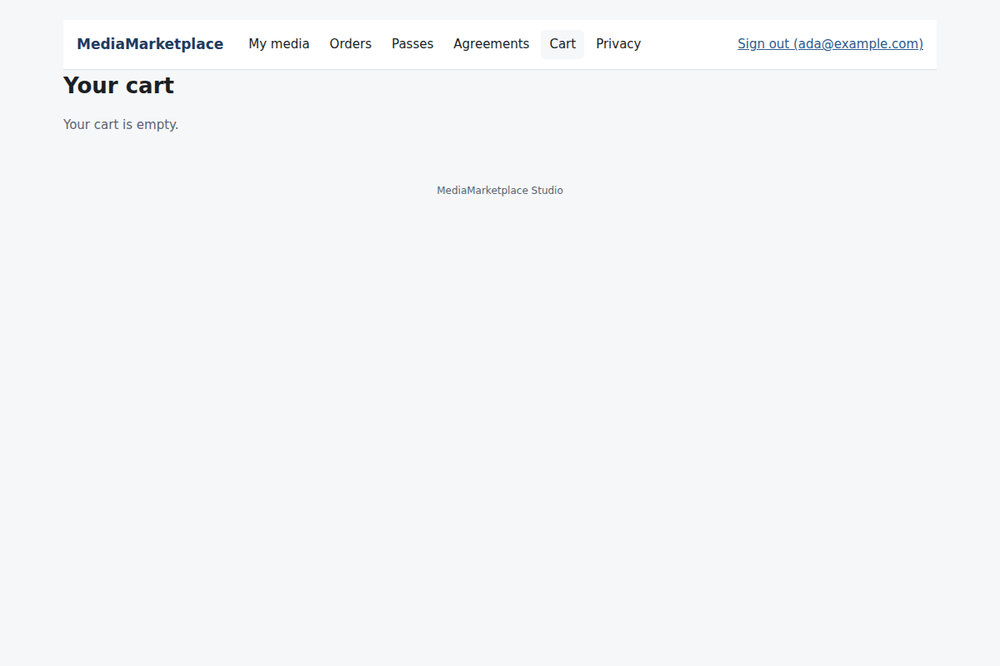 MediaMarketplace My media Orders Passes Agreements Cart Privacy Sign out (ada@example.com)
Your cart
Your cart is empty.
MediaMarketplace Studio